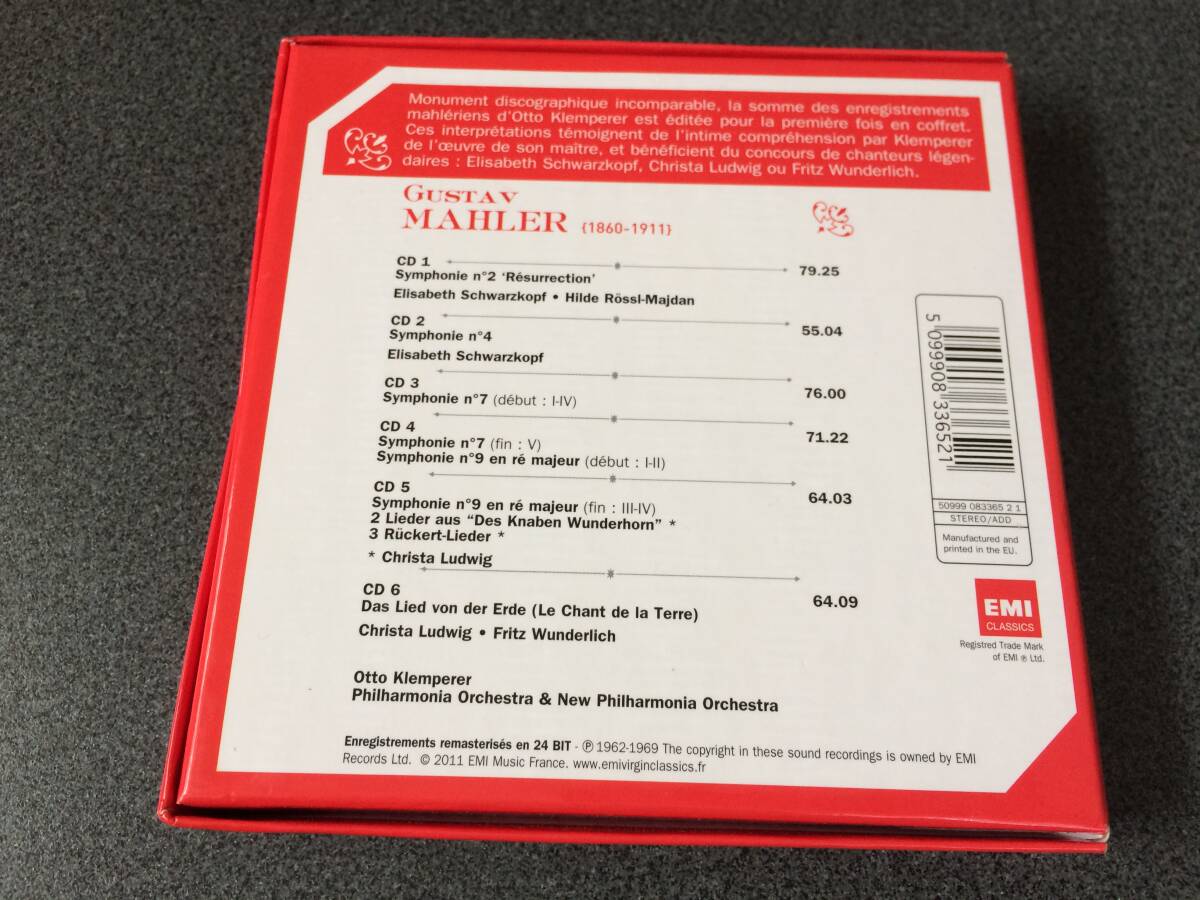 Monument discographique incomparable, la somme des enregistrements
mahlériens d'Otto Klemperer est éditée pour la première fois en coffret.
Ces interprétations témoignent de l'intime compréhension par Klemperer
de l'œuvre de son maître, et bénéficient du concours de chanteurs légen-
daires : Elisabeth Schwarzkopf, Christa Ludwig ou Fritz Wunderlich.
GUSTAV
MAHLER {1860-1911}
CD 1 79.25
Symphonie n°2 ‘Résurrection’
Elisabeth Schwarzkopf • Hilde Rössl-Majdan
CD 2 55.04
Symphonie n°4
Elisabeth Schwarzkopf
CD 3 76.00
Symphonie n°7 (début : I-IV)
CD 4 71.22
Symphonie n°7 (fin : V)
Symphonie n°9 en ré majeur (début : I-II)
CD 5 64.03
Symphonie n°9 en ré majeur (fin : III-IV)
2 Lieder aus “Des Knaben Wunderhorn” *
3 Rückert-Lieder *
* Christa Ludwig
CD 6 64.09
Das Lied von der Erde (Le Chant de la Terre)
Christa Ludwig • Fritz Wunderlich
Otto Klemperer
Philharmonia Orchestra & New Philharmonia Orchestra
Enregistrements remasterisés en 24 BIT - ℗ 1962-1969 The copyright in these sound recordings is owned by EMI
Records Ltd. © 2011 EMI Music France. www.emivirginclassics.fr
5 099908 336521
50999 083365 2 1
STEREO/ADD
Manufactured and
printed in the EU.
EMI
CLASSICS
Registred Trade Mark
of EMI ® Ltd.